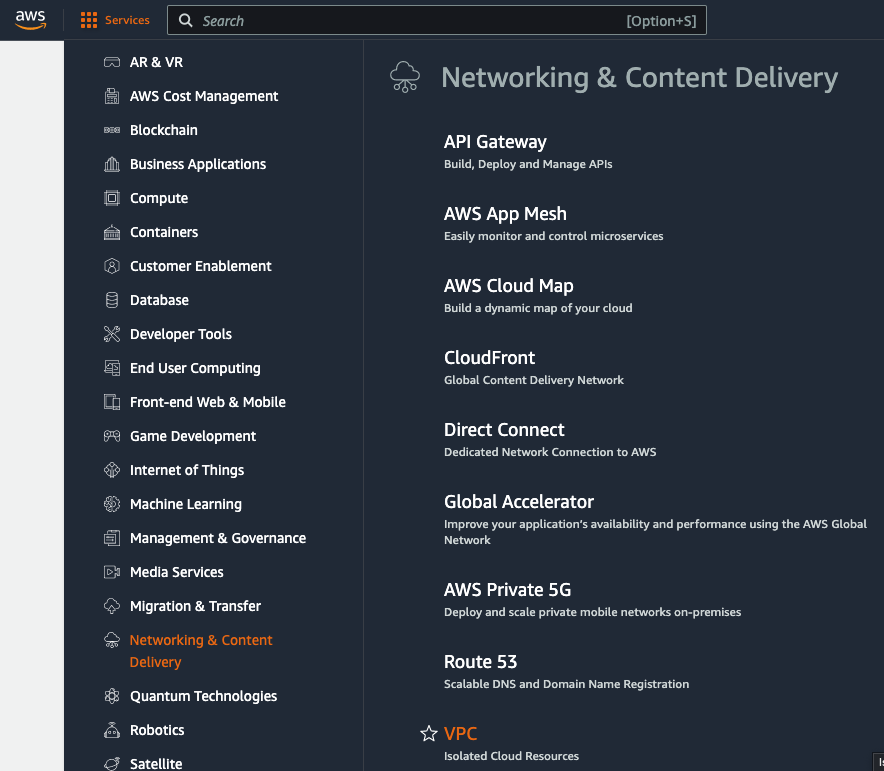 aws
Services
Search
[Option+S]
AR & VR
AWS Cost Management
Blockchain
Business Applications
Compute
Containers
Customer Enablement
Database
Developer Tools
End User Computing
Front-end Web & Mobile
Game Development
Internet of Things
Machine Learning
Management & Governance
Media Services
Migration & Transfer
Networking & Content
Delivery
Quantum Technologies
Robotics
Satellite
Networking & Content Delivery
API Gateway
Build, Deploy and Manage APIs
AWS App Mesh
Easily monitor and control microservices
AWS Cloud Map
Build a dynamic map of your cloud
CloudFront
Global Content Delivery Network
Direct Connect
Dedicated Network Connection to AWS
Global Accelerator
Improve your application's availability and performance using the AWS Global
Network
AWS Private 5G
Deploy and scale private mobile networks on-premises
Route 53
Scalable DNS and Domain Name Registration
VPC
Isolated Cloud Resources